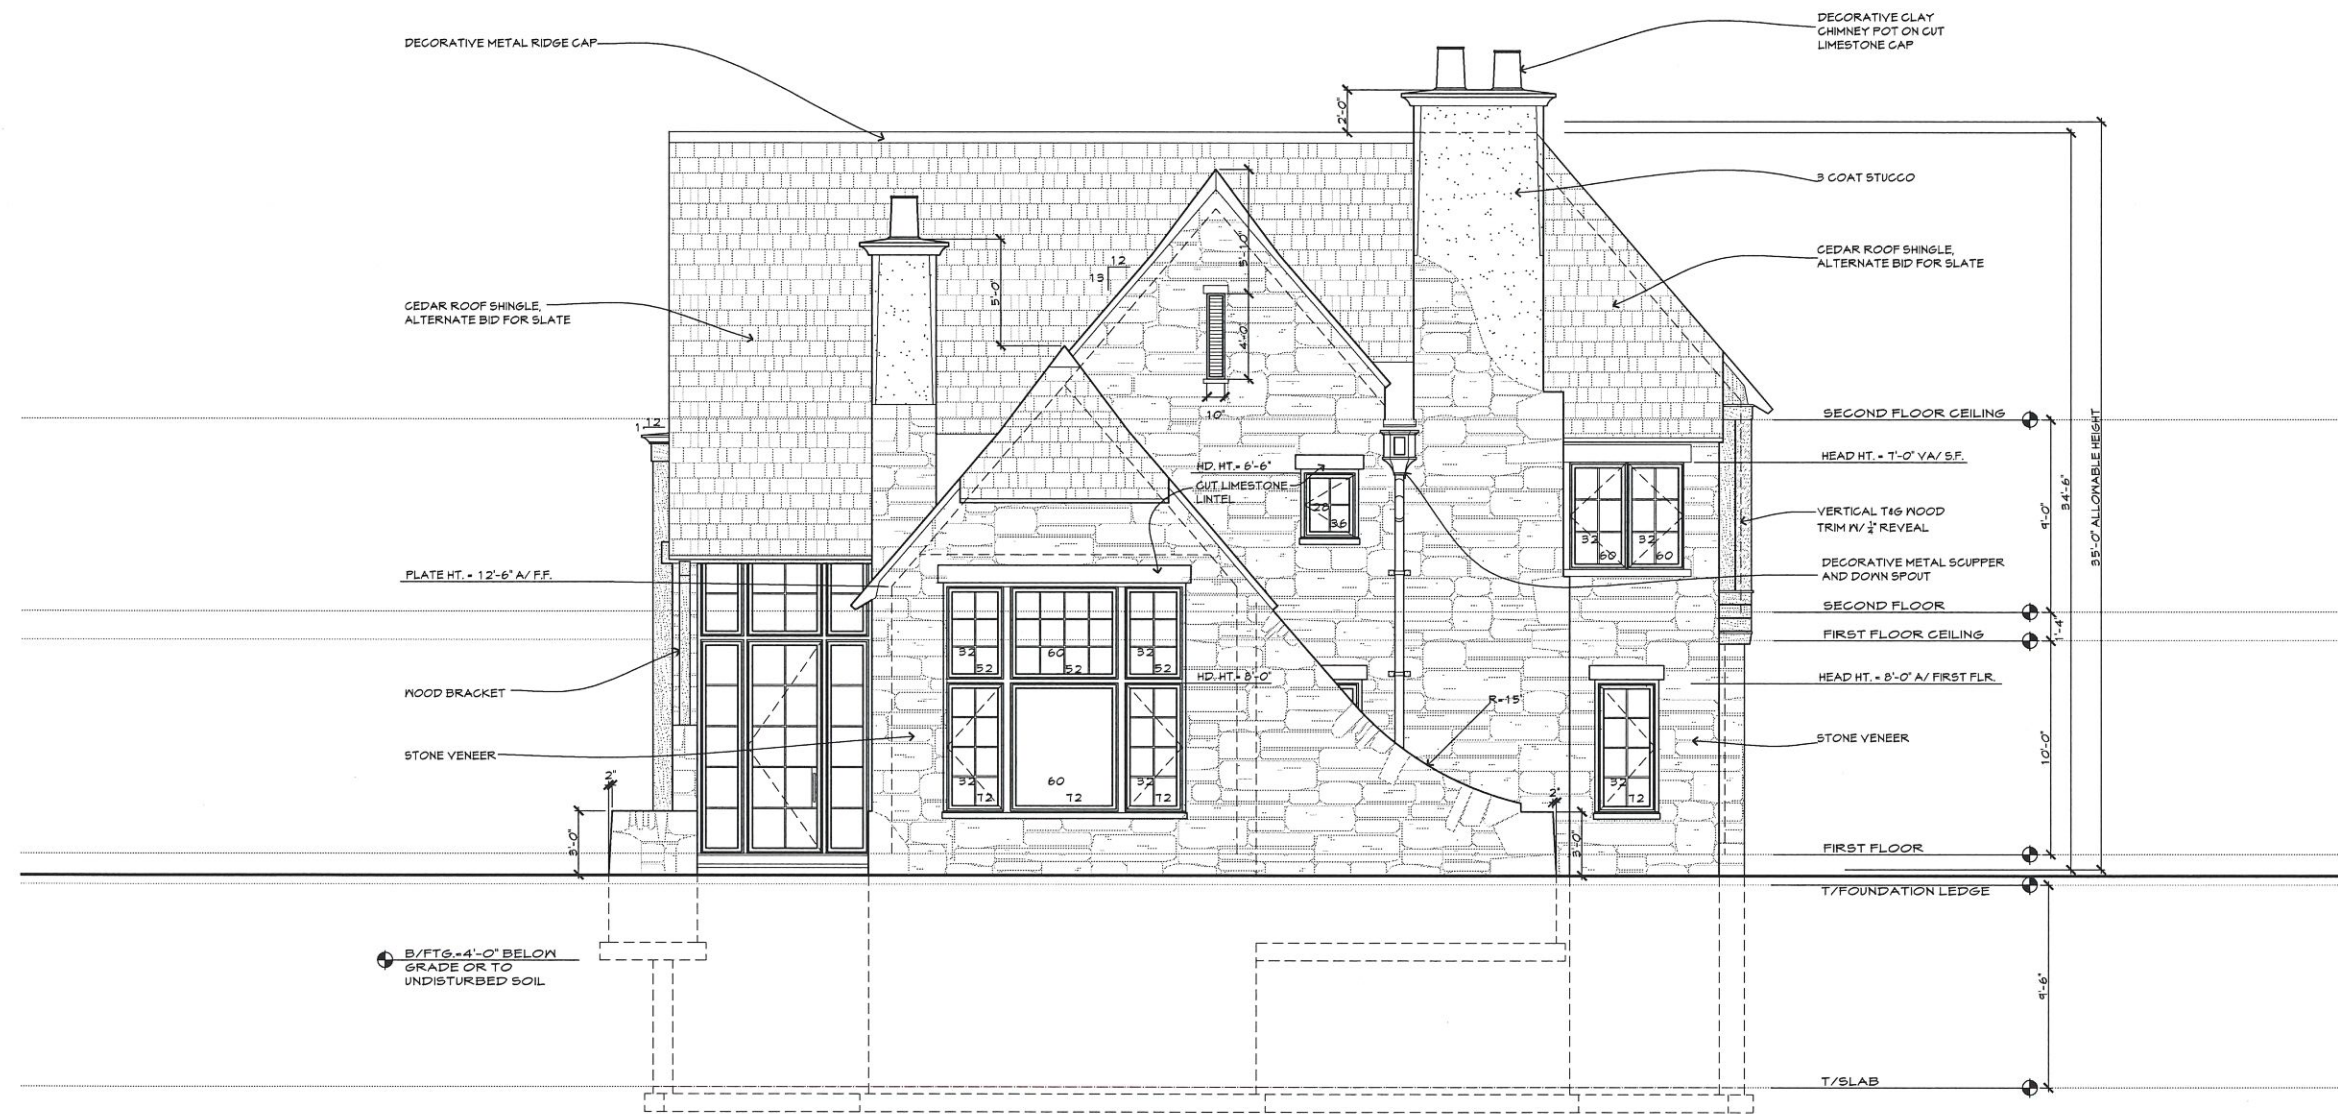 DECORATIVE CLAY
CHIMNEY POT ON CUT
LIMESTONE CAP
DECORATIVE METAL RIDGE CAP
2'-0"
3 COAT STUCCO
5'-10"
12
13
CEDAR ROOF SHINGLE,
ALTERNATE BID FOR SLATE
5'-0"
CEDAR ROOF SHINGLE,
ALTERNATE BID FOR SLATE
4'-0"
10"
SECOND FLOOR CEILING
12
1
35'-0" ALLOWABLE HEIGHT
HEAD HT. = 7'-0" VA/ S.F.
HD. HT.= 6'-6"
CUT LIMESTONE
LINTEL
34'-6"
9'-0"
28
36
VERTICAL T&G WOOD
TRIM W/ ¼" REVEAL
32
60
32
60
DECORATIVE METAL SCUPPER
AND DOWN SPOUT
PLATE HT. = 12'-6" A/ F.F.
SECOND FLOOR
1'-4"
FIRST FLOOR CEILING
32
52
60
52
32
52
HD. HT.= 8'-0"
HEAD HT. = 8'-0" A/ FIRST FLR.
WOOD BRACKET
R=15'
STONE VENEER
STONE VENEER
10'-0"
2"
32
72
60
72
32
72
32
72
2"
3'-0"
3'-0"
FIRST FLOOR
T/FOUNDATION LEDGE
B/FTG.=4'-0" BELOW
GRADE OR TO
UNDISTURBED SOIL
9'-6"
T/SLAB